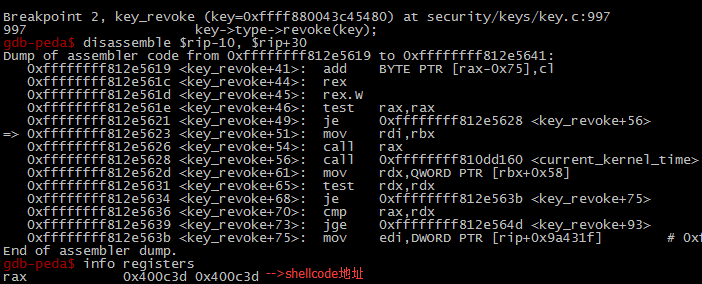 Breakpoint 2, key_revoke (key=0xffff880043c45480) at security/keys/key.c:997
997                     key->type->revoke(key);
gdb-peda$ disassemble $rip-10, $rip+30
Dump of assembler code from 0xffffffff812e5619 to 0xffffffff812e5641:
   0xffffffff812e5619 <key_revoke+41>:  add    BYTE PTR [rax-0x75],cl
   0xffffffff812e561c <key_revoke+44>:  rex
   0xffffffff812e561d <key_revoke+45>:  rex.W
   0xffffffff812e561e <key_revoke+46>:  test   rax,rax
   0xffffffff812e5621 <key_revoke+49>:  je     0xffffffff812e5628 <key_revoke+56>
=> 0xffffffff812e5623 <key_revoke+51>:  mov    rdi,rbx
   0xffffffff812e5626 <key_revoke+54>:  call   rax
   0xffffffff812e5628 <key_revoke+56>:  call   0xffffffff810dd160 <current_kernel_time>
   0xffffffff812e562d <key_revoke+61>:  mov    rdx,QWORD PTR [rbx+0x58]
   0xffffffff812e5631 <key_revoke+65>:  test   rdx,rdx
   0xffffffff812e5634 <key_revoke+68>:  je     0xffffffff812e563b <key_revoke+75>
   0xffffffff812e5636 <key_revoke+70>:  cmp    rax,rdx
   0xffffffff812e5639 <key_revoke+73>:  jge    0xffffffff812e564d <key_revoke+93>
   0xffffffff812e563b <key_revoke+75>:  mov    edi,DWORD PTR [rip+0x9a431f]        # 0xf
End of assembler dump.
gdb-peda$ info registers
rax            0x400c3d 0x400c3d -->shellcode地址